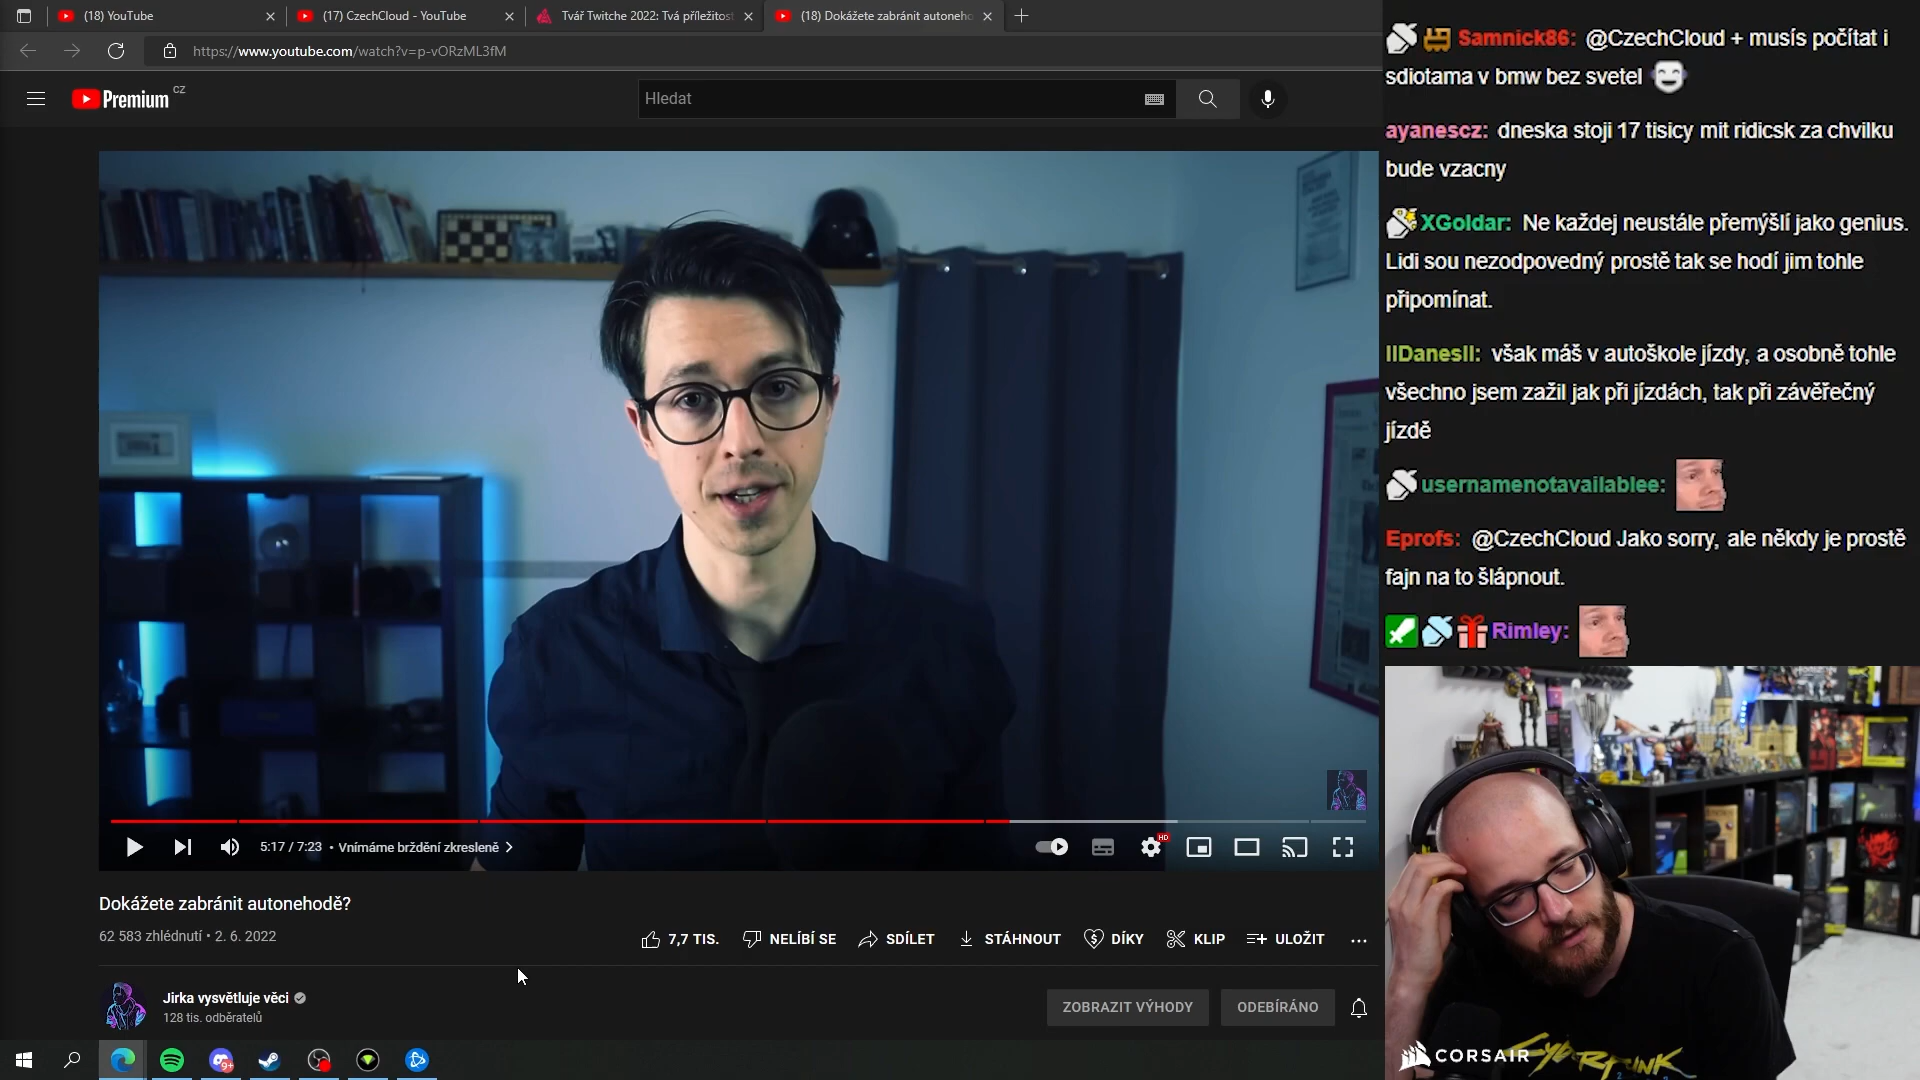 (18) YouTube
(17) CzechCloud - YouTube
Tvář Twitche 2022: Tvá příležitost
(18) Dokážete zabránit autoneho
https://www.youtube.com/watch?v=p-vORzML3fM
Premium CZ
Hledat
5:17 / 7:23 • Vnímáme brždění zkresleně
HD
Dokážete zabránit autonehodě?
62 583 zhlédnutí • 2. 6. 2022
7,7 TIS.
NELÍBÍ SE
SDÍLET
STÁHNOUT
DÍKY
KLIP
ULOŽIT
Jirka vysvětluje věci
128 tis. odběratelů
ZOBRAZIT VÝHODY
ODEBÍRÁNO
9+
Samnick86: @CzechCloud + musís počítat i
sdiotama v bmw bez svetel
ayanescz: dneska stoji 17 tisicy mit ridicsk za chvilku
bude vzacny
XGoldar: Ne každej neustále přemýšlí jako genius.
Lidi sou nezodpovedný prostě tak se hodí jim tohle
připomínat.
IIDanesII: však máš v autoškole jízdy, a osobně tohle
všechno jsem zažil jak při jízdách, tak při závěřečný
jízdě
usernamenotavailablee:
Eprofs: @CzechCloud Jako sorry, ale někdy je prostě
fajn na to šlápnout.
Rimley:
CORSAIR
CYBERPUNK